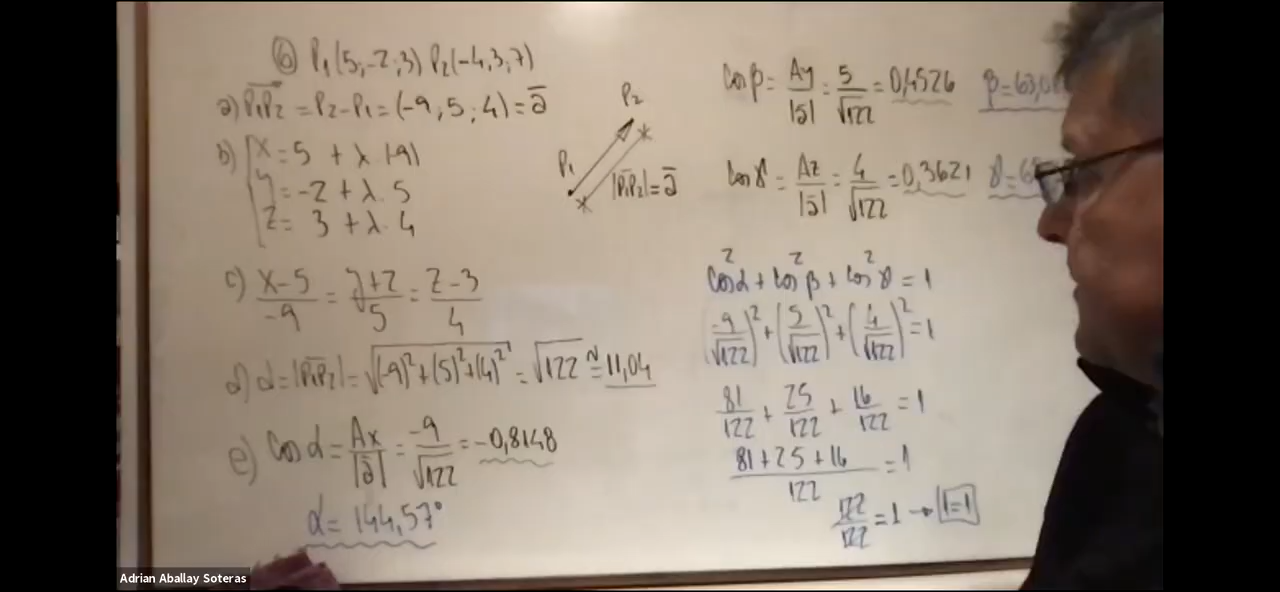 ⑥ P₁(5,-2,3) P₂(-4,3,7)
a) P₁P₂ = P₂-P₁ = (-9, 5, 4) = a̅
b) { x = 5 + λ.(-9)
y = -2 + λ. 5
z = 3 + λ. 4
P₁ P₂
|P₁P₂| = a̅
c) x-5/-9 = y+2/5 = z-3/4
d) d = |P₁P₂| = √(-9)²+(5)²+(4)² = √122 ≅ 11,04
e) cos α = Ax/|a̅| = -9/√122 = -0,8148
α = 144,57°
cos β = Ay/|a̅| = 5/√122 = 0,4526
cos γ = Az/|a̅| = 4/√122 = 0,3621
cos²α + cos²β + cos²γ = 1
(-9/√122)² + (5/√122)² + (4/√122)² = 1
81/122 + 25/122 + 16/122 = 1
81+25+16/122 = 1
122/122 = 1 → 1=1
Adrian Aballay Soteras